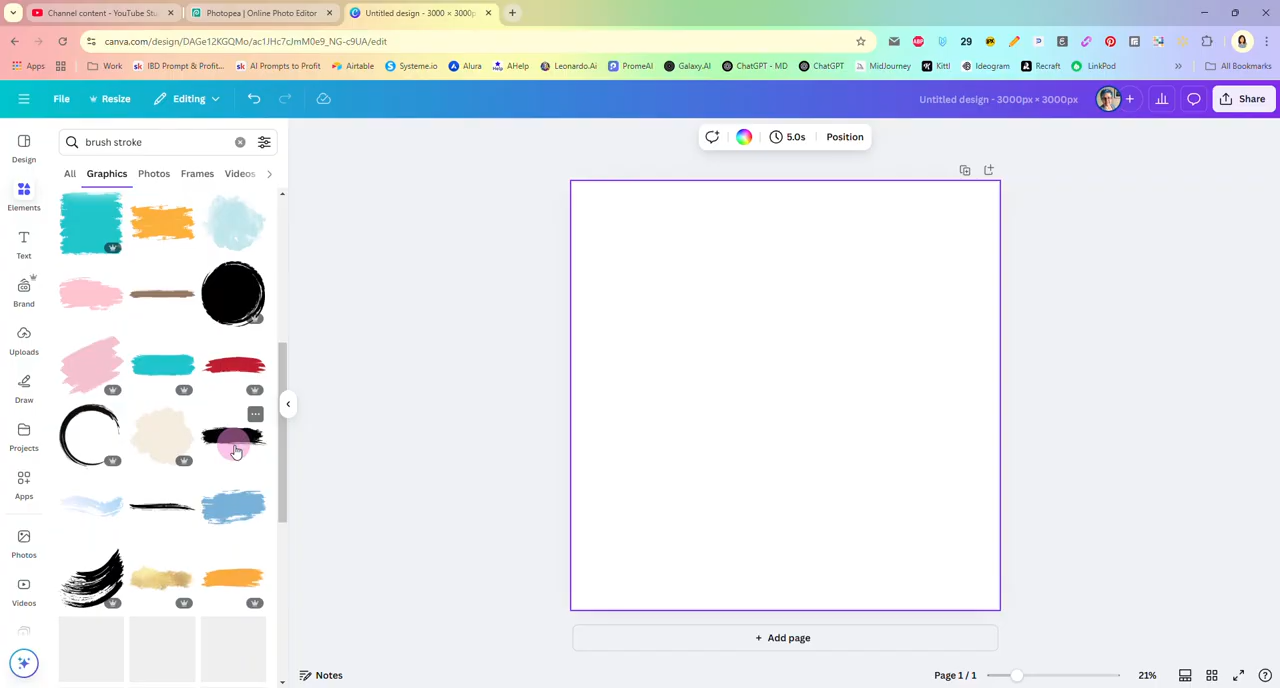 Channel content - YouTube Stu
Photopea | Online Photo Editor
Untitled design - 3000 × 3000p
canva.com/design/DAGe12KGQMo/ac1JHc7cJmM0e9_NG-c9UA/edit
29
Apps
Work
IBD Prompt & Profit...
AI Prompts to Profit
Airtable
Systeme.io
Alura
AHelp
Leonardo.Ai
PromeAI
Galaxy.AI
ChatGPT - MD
ChatGPT
MidJourney
Kittl
Ideogram
Recraft
LinkPod
All Bookmarks
File
Resize
Editing
Untitled design - 3000px × 3000px
Share
Design
Elements
Text
Brand
Uploads
Draw
Projects
Apps
Photos
Videos
brush stroke
All
Graphics
Photos
Frames
Videos
5.0s
Position
+ Add page
Notes
Page 1 / 1
21%